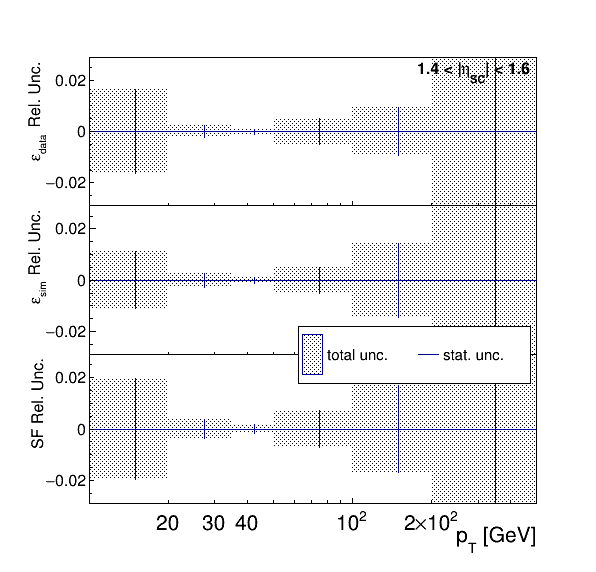 1.4 < |η_SC| < 1.6
ε_data Rel. Unc.
0.02
0
−0.02
ε_sim Rel. Unc.
0.02
0
−0.02
total unc. stat. unc.
SF Rel. Unc.
0.02
0
−0.02
20 30 40 10² 2×10²
p_T [GeV]